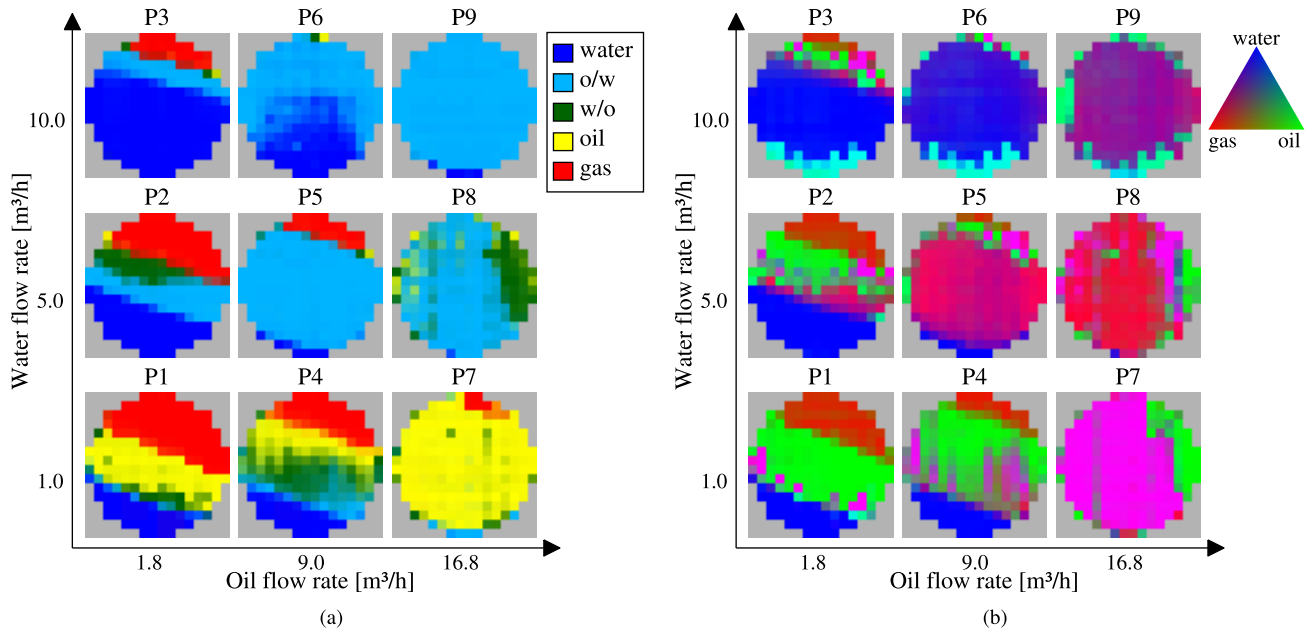 P3 P6 P9
water
o/w
w/o
oil
gas
10.0
P2 P5 P8
5.0
P1 P4 P7
1.0
Water flow rate [m³/h]
1.8 9.0 16.8
Oil flow rate [m³/h]
(a)
P3 P6 P9
water
gas oil
10.0
P2 P5 P8
5.0
P1 P4 P7
1.0
Water flow rate [m³/h]
1.8 9.0 16.8
Oil flow rate [m³/h]
(b)